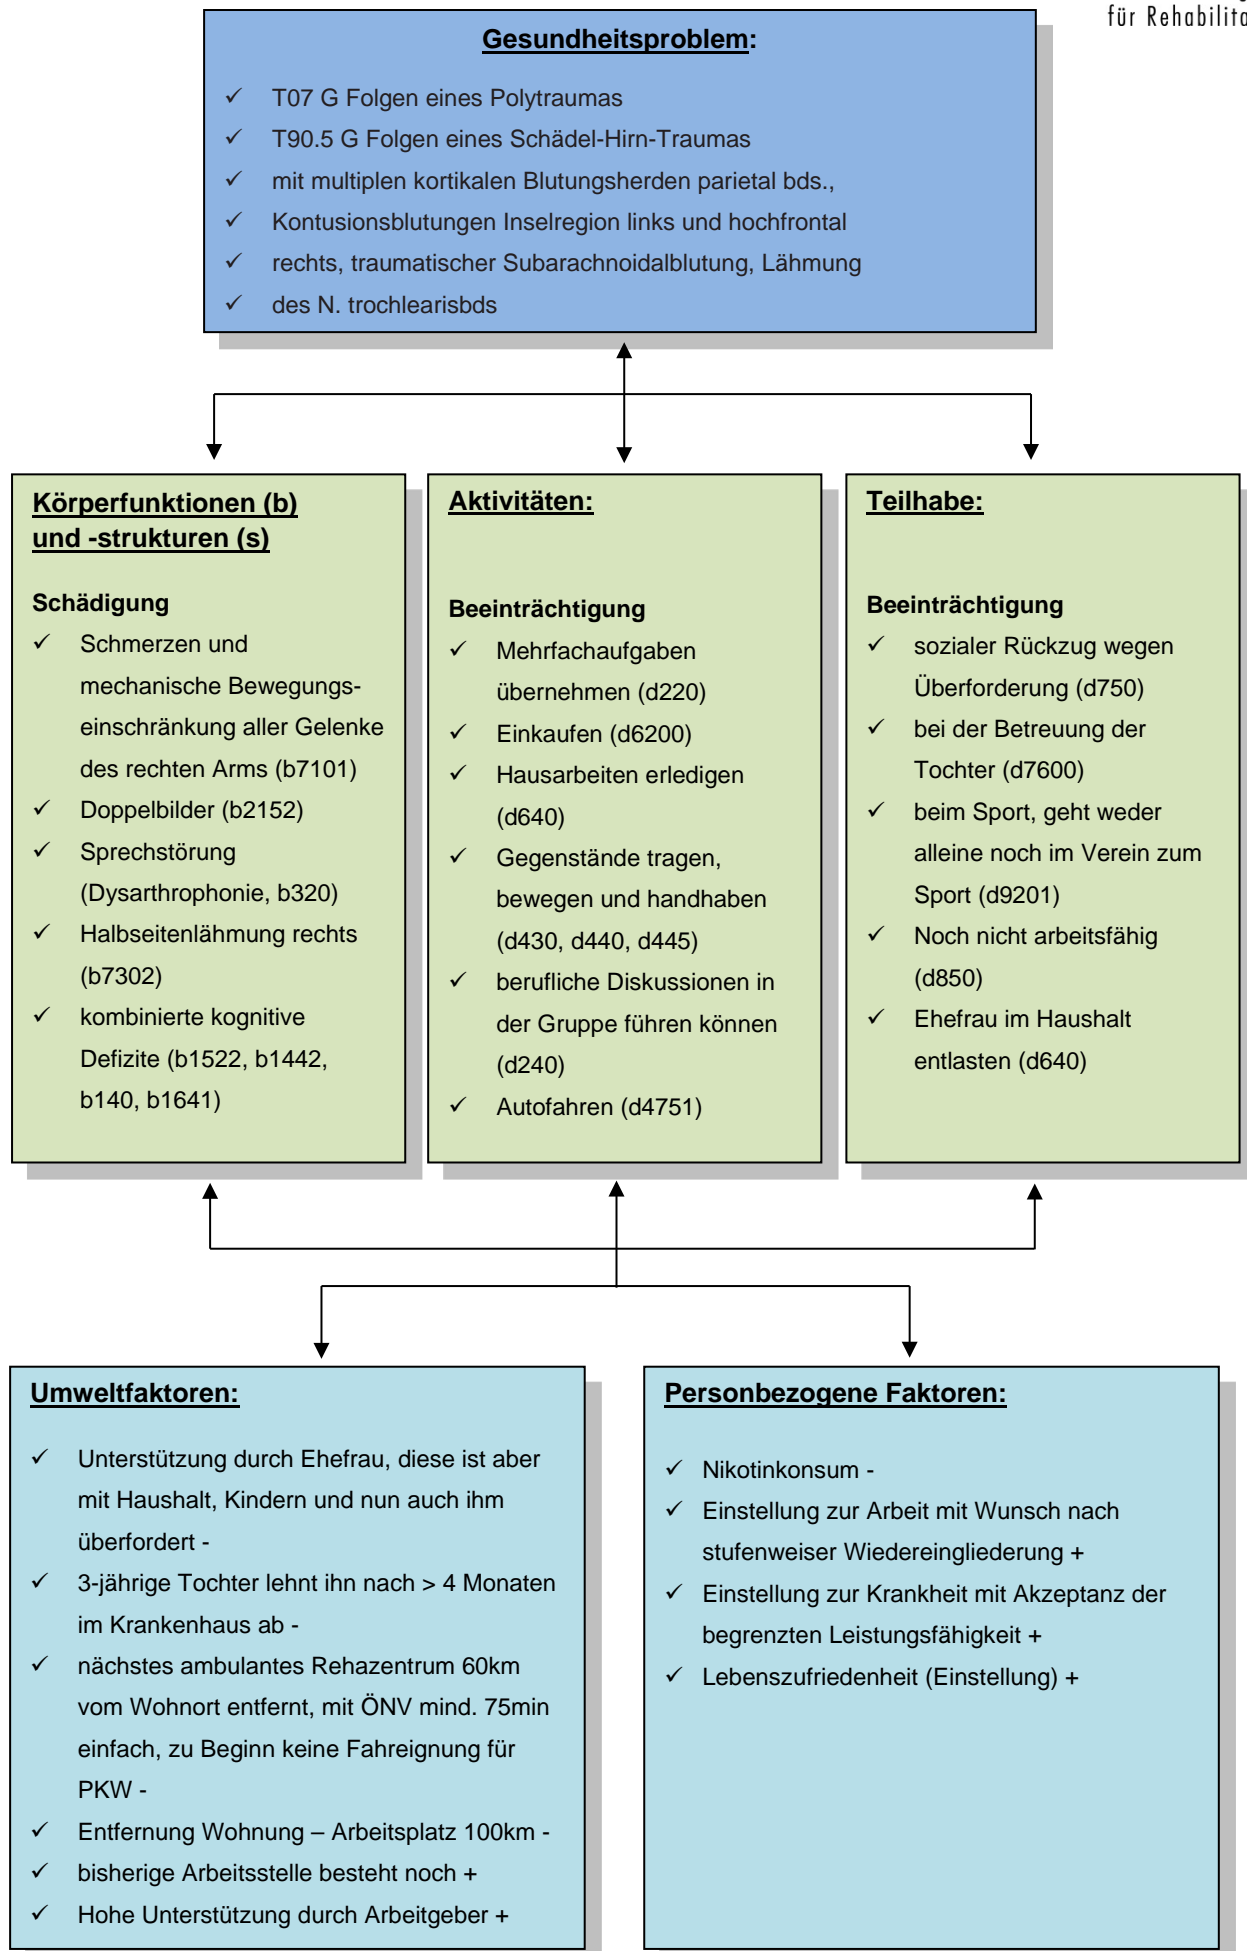 für Rehabilita
Gesundheitsproblem:
✓ T07 G Folgen eines Polytraumas
✓ T90.5 G Folgen eines Schädel-Hirn-Traumas
✓ mit multiplen kortikalen Blutungsherden parietal bds.,
✓ Kontusionsblutungen Inselregion links und hochfrontal
✓ rechts, traumatischer Subarachnoidalblutung, Lähmung
✓ des N. trochlearisbds
Körperfunktionen (b)
und -strukturen (s)
Schädigung
✓ Schmerzen und
mechanische Bewegungs-
einschränkung aller Gelenke
des rechten Arms (b7101)
✓ Doppelbilder (b2152)
✓ Sprechstörung
(Dysarthrophonie, b320)
✓ Halbseitenlähmung rechts
(b7302)
✓ kombinierte kognitive
Defizite (b1522, b1442,
b140, b1641)
Aktivitäten:
Beeinträchtigung
✓ Mehrfachaufgaben
übernehmen (d220)
✓ Einkaufen (d6200)
✓ Hausarbeiten erledigen
(d640)
✓ Gegenstände tragen,
bewegen und handhaben
(d430, d440, d445)
✓ berufliche Diskussionen in
der Gruppe führen können
(d240)
✓ Autofahren (d4751)
Teilhabe:
Beeinträchtigung
✓ sozialer Rückzug wegen
Überforderung (d750)
✓ bei der Betreuung der
Tochter (d7600)
✓ beim Sport, geht weder
alleine noch im Verein zum
Sport (d9201)
✓ Noch nicht arbeitsfähig
(d850)
✓ Ehefrau im Haushalt
entlasten (d640)
Umweltfaktoren:
✓ Unterstützung durch Ehefrau, diese ist aber
mit Haushalt, Kindern und nun auch ihm
überfordert -
✓ 3-jährige Tochter lehnt ihn nach > 4 Monaten
im Krankenhaus ab -
✓ nächstes ambulantes Rehazentrum 60km
vom Wohnort entfernt, mit ÖNV mind. 75min
einfach, zu Beginn keine Fahreignung für
PKW -
✓ Entfernung Wohnung – Arbeitsplatz 100km -
✓ bisherige Arbeitsstelle besteht noch +
✓ Hohe Unterstützung durch Arbeitgeber +
Personbezogene Faktoren:
✓ Nikotinkonsum -
✓ Einstellung zur Arbeit mit Wunsch nach
stufenweiser Wiedereingliederung +
✓ Einstellung zur Krankheit mit Akzeptanz der
begrenzten Leistungsfähigkeit +
✓ Lebenszufriedenheit (Einstellung) +